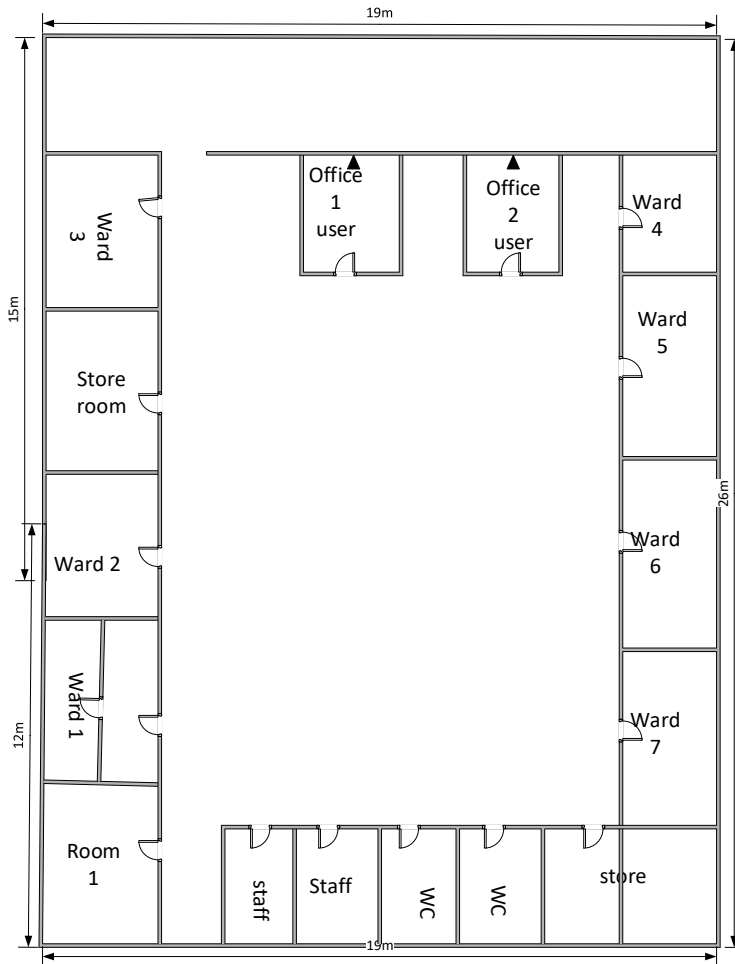 19m
Office
1
user
Office
2
user
Ward
3
Ward
4
15m
Ward
5
Store
room
26m
Ward
6
Ward 2
Ward 1
12m
Ward
7
Room
1
staff
Staff
WC
WC
store
19m